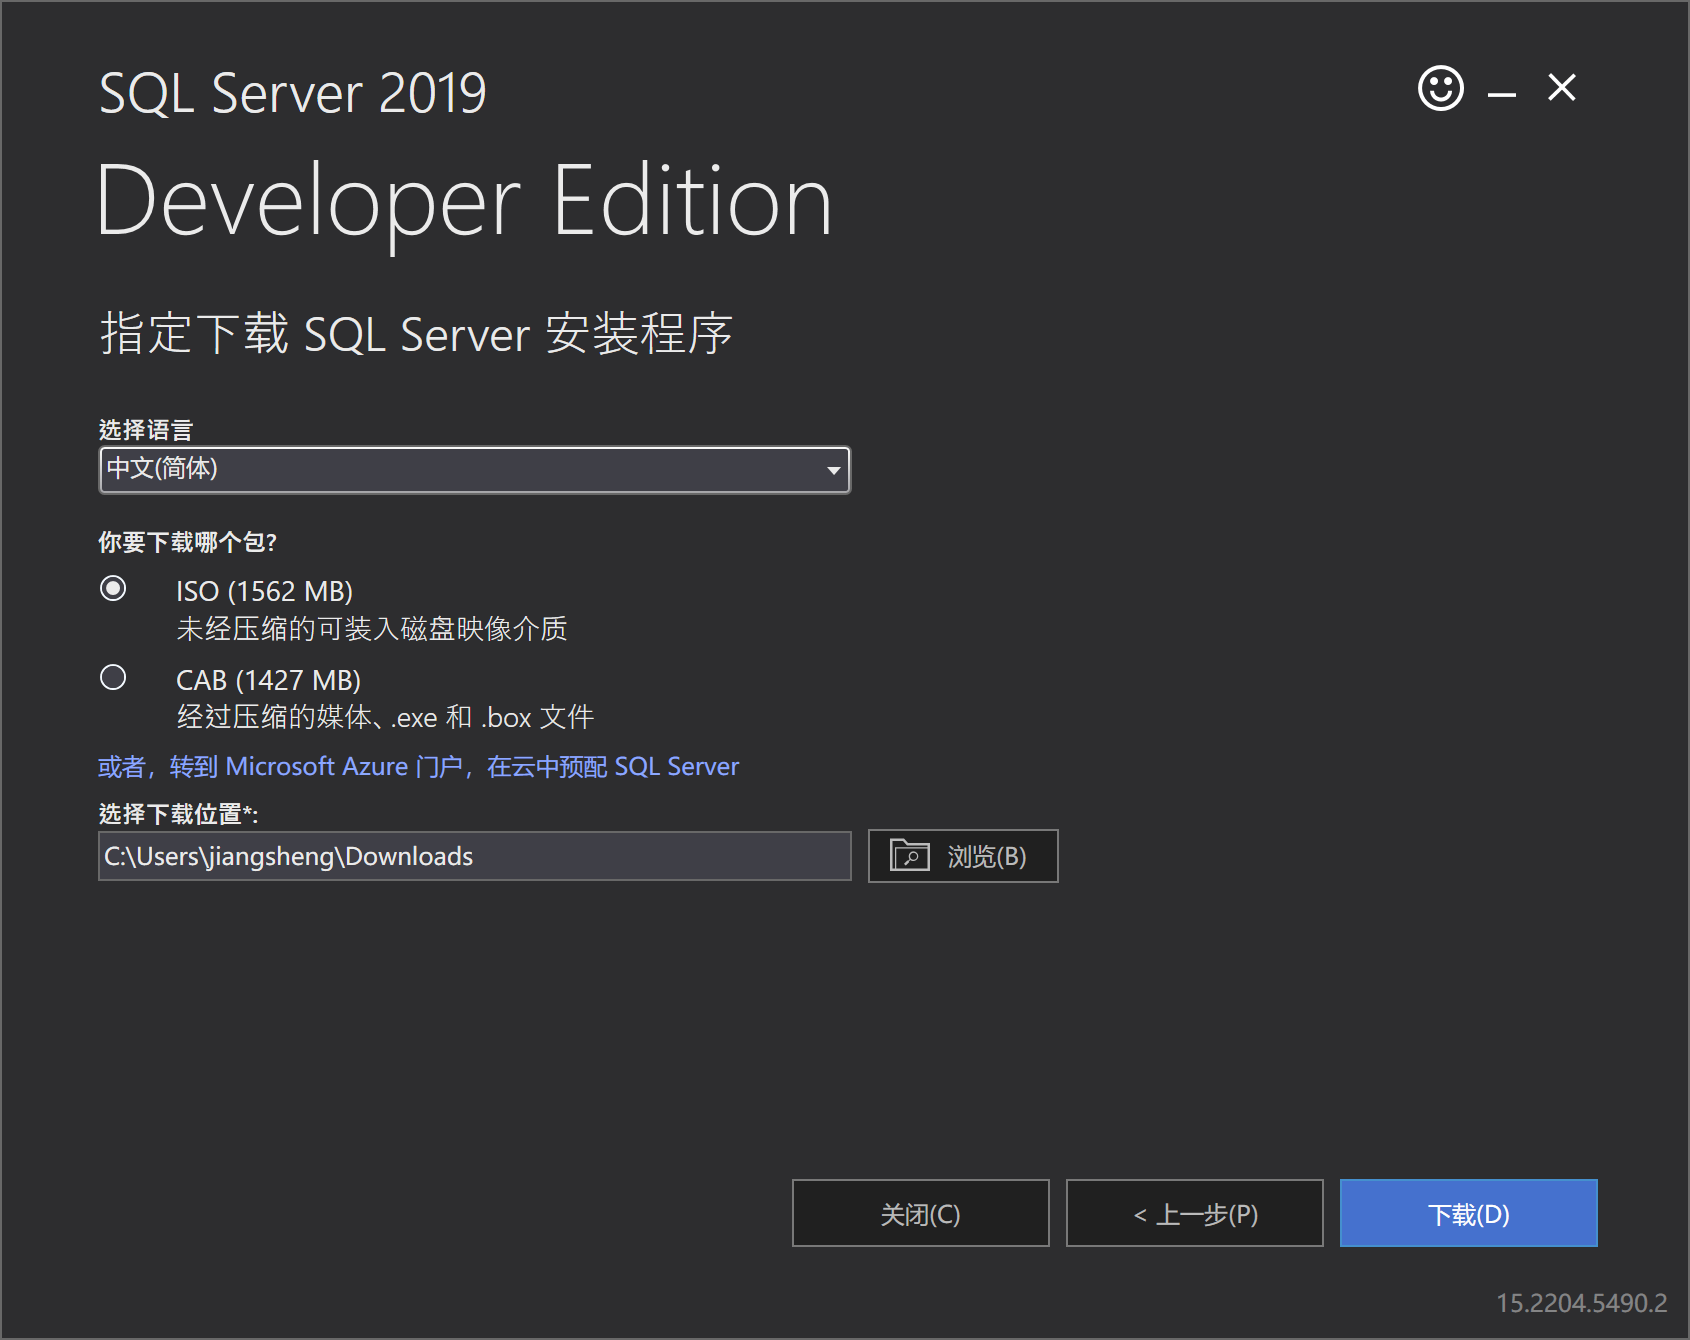 SQL Server 2019
Developer Edition
指定下载 SQL Server 安装程序
选择语言
中文(简体)
你要下载哪个包?
ISO (1562 MB)
未经压缩的可装入磁盘映像介质
CAB (1427 MB)
经过压缩的媒体、.exe 和 .box 文件
或者，转到 Microsoft Azure 门户，在云中预配 SQL Server
选择下载位置*:
C:\Users\jiangsheng\Downloads
浏览(B)
关闭(C)
< 上一步(P)
下载(D)
15.2204.5490.2